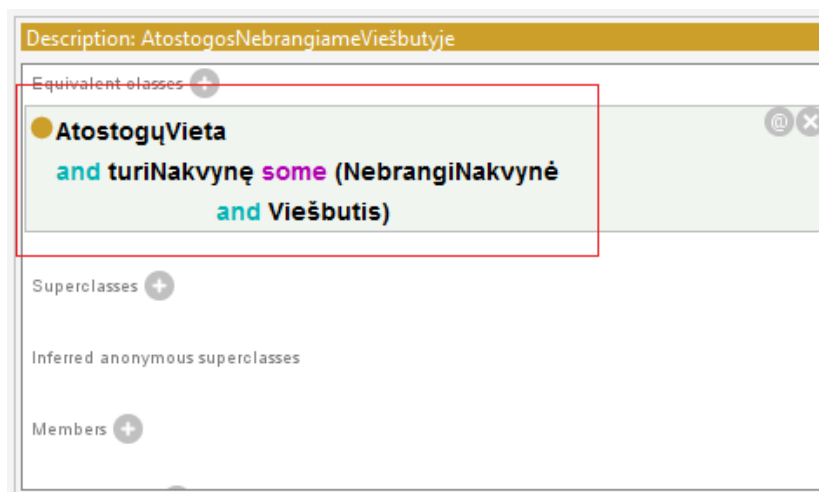 Description: AtostogosNebrangiameViešbutyje
Equivalent classes
AtostogųVieta
and turiNakvynę some (NebrangiNakvynė
and Viešbutis)
Superclasses
Inferred anonymous superclasses
Members